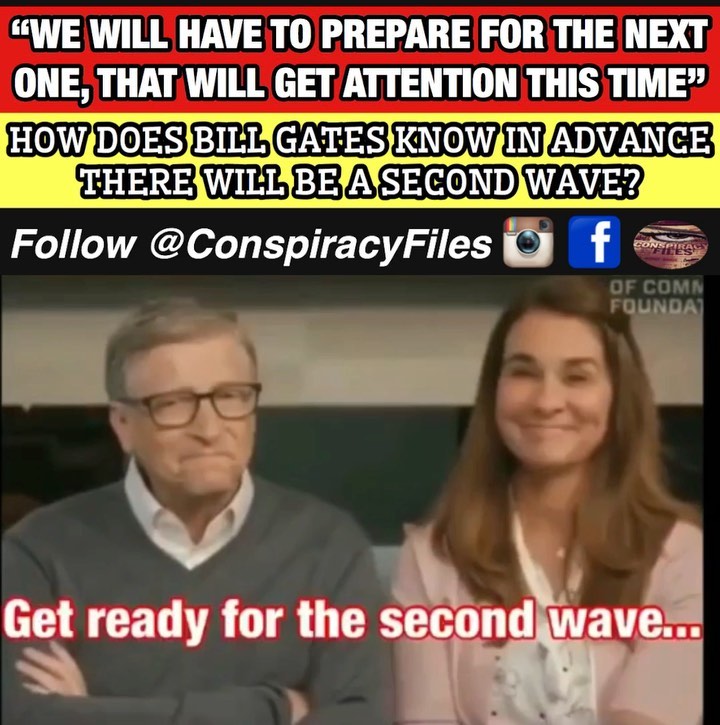 “WE WILL HAVE TO PREPARE FOR THE NEXT
ONE, THAT WILL GET ATTENTION THIS TIME”
HOW DOES BILL GATES KNOW IN ADVANCE
THERE WILL BE A SECOND WAVE?
Follow @ConspiracyFiles
CONSPIRACY
FILES
OF COMM
FOUNDAT
Get ready for the second wave...